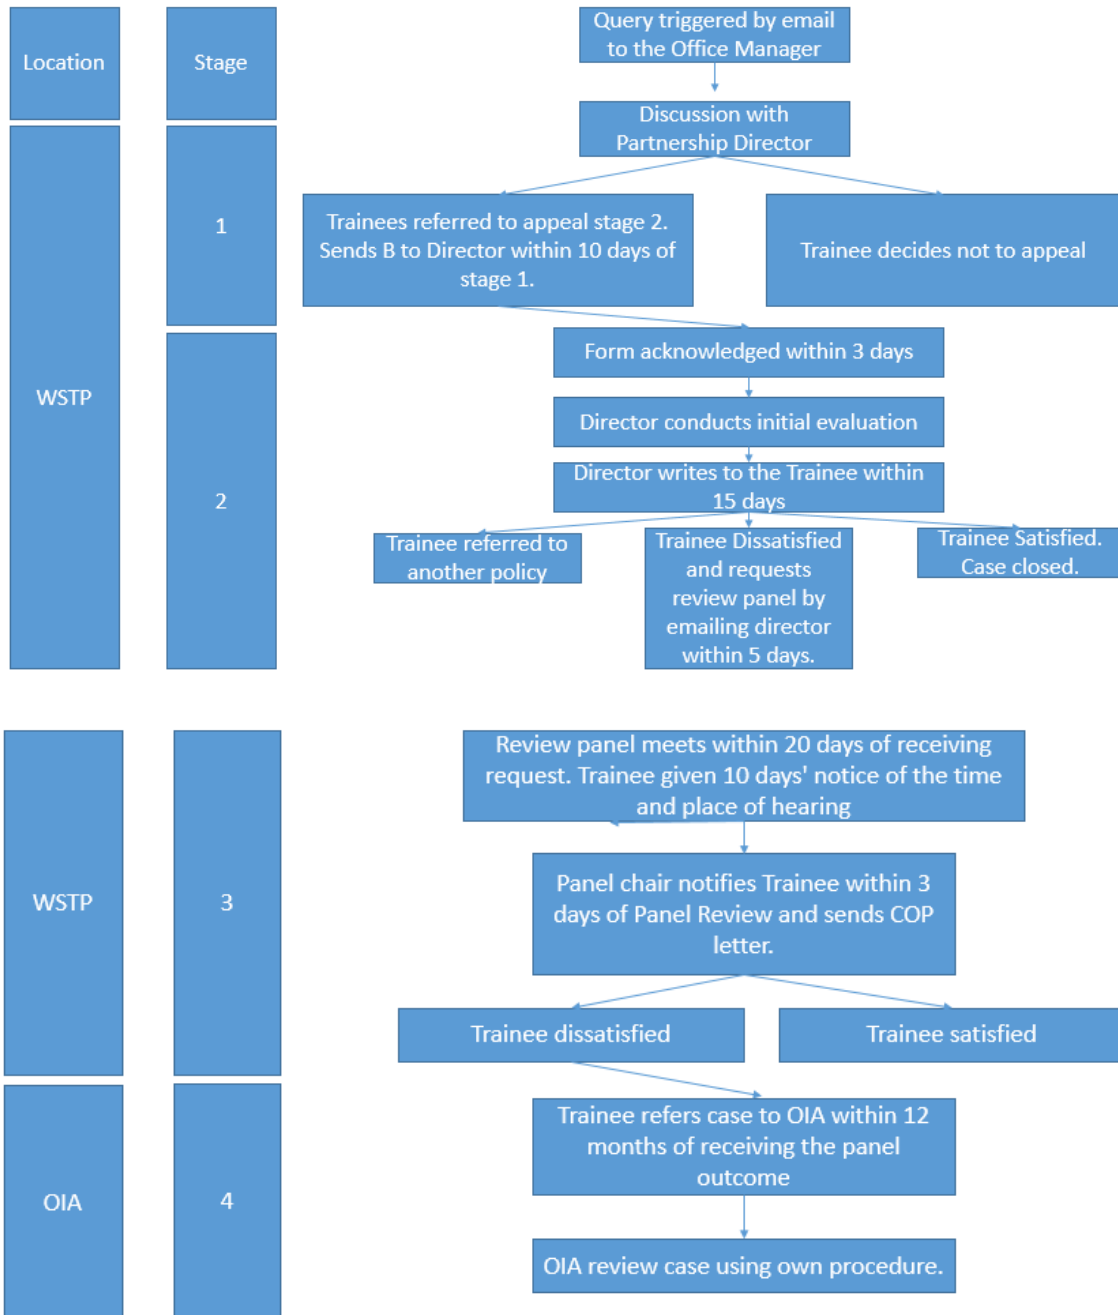 Location
Stage
Query triggered by email
to the Office Manager
Discussion with
Partnership Director
WSTP
1
Trainees referred to appeal stage 2.
Sends B to Director within 10 days of
stage 1.
Trainee decides not to appeal
2
Form acknowledged within 3 days
Director conducts initial evaluation
Director writes to the Trainee within
15 days
Trainee referred to
another policy
Trainee Dissatisfied
and requests
review panel by
emailing director
within 5 days.
Trainee Satisfied.
Case closed.
WSTP
3
Review panel meets within 20 days of receiving
request. Trainee given 10 days' notice of the time
and place of hearing
Panel chair notifies Trainee within 3
days of Panel Review and sends COP
letter.
Trainee dissatisfied
Trainee satisfied
OIA
4
Trainee refers case to OIA within 12
months of receiving the panel
outcome
OIA review case using own procedure.